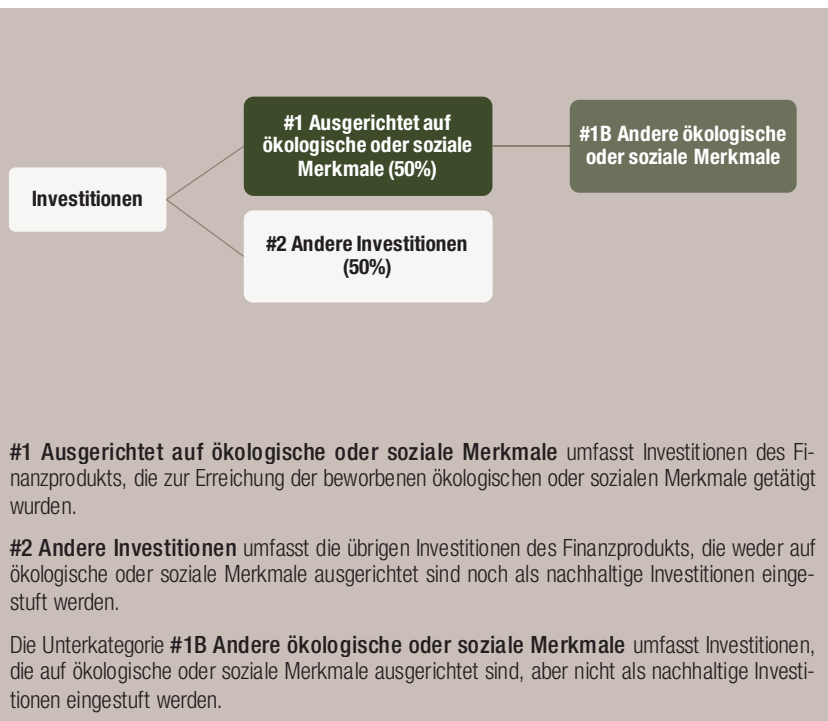 #1 Ausgerichtet auf
ökologische oder soziale
Merkmale (50%)
#1B Andere ökologische
oder soziale Merkmale
Investitionen
#2 Andere Investitionen
(50%)
#1 Ausgerichtet auf ökologische oder soziale Merkmale umfasst Investitionen des Fi-
nanzprodukts, die zur Erreichung der beworbenen ökologischen oder sozialen Merkmale getätigt
wurden.
#2 Andere Investitionen umfasst die übrigen Investitionen des Finanzprodukts, die weder auf
ökologische oder soziale Merkmale ausgerichtet sind noch als nachhaltige Investitionen einge-
stuft werden.
Die Unterkategorie #1B Andere ökologische oder soziale Merkmale umfasst Investitionen,
die auf ökologische oder soziale Merkmale ausgerichtet sind, aber nicht als nachhaltige Investi-
tionen eingestuft werden.